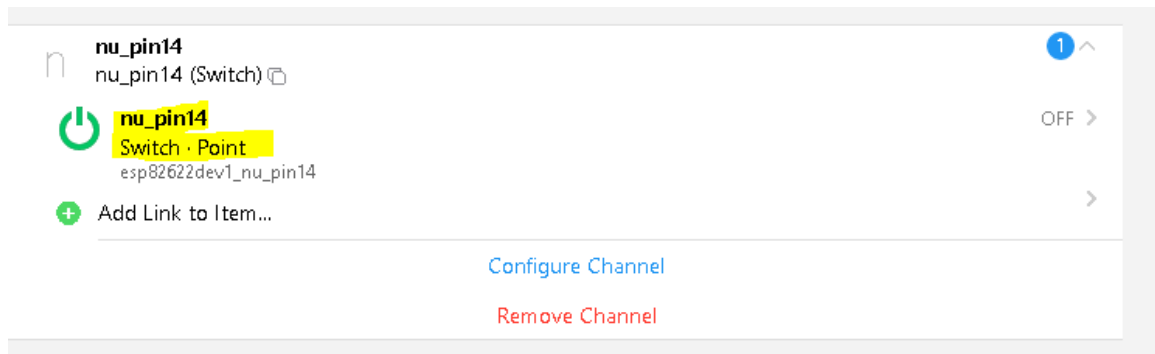 n
nu_pin14
1
nu_pin14 (Switch)
nu_pin14
OFF
Switch · Point
esp82622dev1_nu_pin14
Add Link to Item...
Configure Channel
Remove Channel